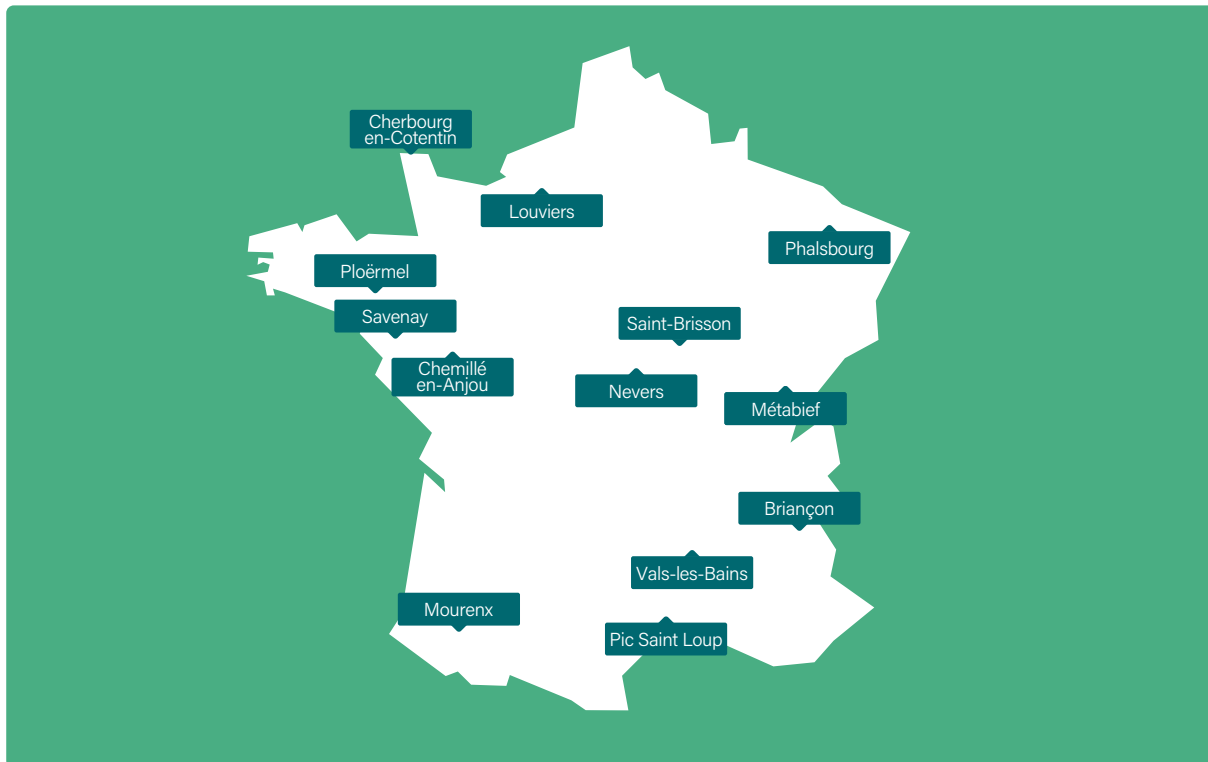 Cherbourg
en-Cotentin
Louviers
Phalsbourg
Ploërmel
Savenay
Saint-Brisson
Chemillé
en-Anjou
Nevers
Métabief
Briançon
Vals-les-Bains
Mourenx
Pic Saint Loup